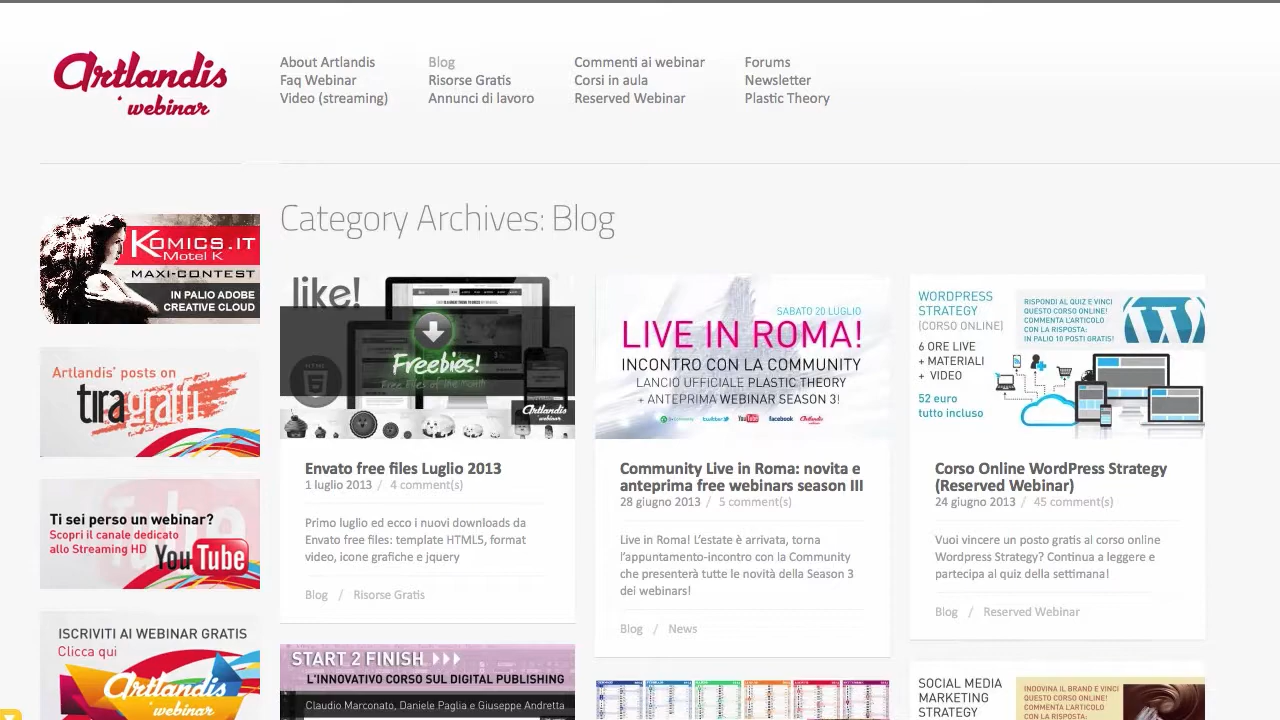 Artlandis
webinar
About Artlandis
Faq Webinar
Video (streaming)
Blog
Risorse Gratis
Annunci di lavoro
Commenti ai webinar
Corsi in aula
Reserved Webinar
Forums
Newsletter
Plastic Theory
KOMICS.IT
Motel K
MAXI-CONTEST
IN PALIO ADOBE
CREATIVE CLOUD
Artlandis' posts on
tiragraffi
Ti sei perso un webinar?
Scopri il canale dedicato
allo Streaming HD
YouTube
ISCRIVITI AI WEBINAR GRATIS
Clicca qui
Artlandis
webinar
Category Archives: Blog
like!
HTML
Freebies!
Free Files of the Month
Artlandis
webinar
Envato free files Luglio 2013
1 luglio 2013 / 4 comment(s)
Primo luglio ed ecco i nuovi downloads da
Envato free files: template HTML5, format
video, icone grafiche e jquery
Blog / Risorse Gratis
START 2 FINISH
L'INNOVATIVO CORSO SUL DIGITAL PUBLISHING
Claudio Marconato, Daniele Paglia e Giuseppe Andretta
SABATO 20 LUGLIO
LIVE IN ROMA!
INCONTRO CON LA COMMUNITY
LANCIO UFFICIALE PLASTIC THEORY
+ ANTEPRIMA WEBINAR SEASON 3!
twitter
YouTube
facebook
Artlandis
Community Live in Roma: novita e
anteprima free webinars season III
28 giugno 2013 / 5 comment(s)
Live in Roma! L'estate è arrivata, torna
l'appuntamento-incontro con la Community
che presenterà tutte le novità della Season 3
dei webinars!
Blog / News
WORDPRESS
STRATEGY
(CORSO ONLINE)
6 ORE LIVE
+ MATERIALI
+ VIDEO
52 euro
tutto incluso
RISPONDI AL QUIZ E VINCI
QUESTO CORSO ONLINE!
COMMENTA L'ARTICOLO
CON LA RISPOSTA:
IN PALIO 10 POSTI GRATIS!
Corso Online WordPress Strategy
(Reserved Webinar)
24 giugno 2013 / 45 comment(s)
Vuoi vincere un posto gratis al corso online
Wordpress Strategy? Continua a leggere e
partecipa al quiz della settimana!
Blog / Reserved Webinar
SOCIAL MEDIA
MARKETING
STRATEGY
INDOVINA IL BRAND E VINCI
QUESTO CORSO ONLINE!
COMMENTA L'ARTICOLO
CON LA RISPOSTA: